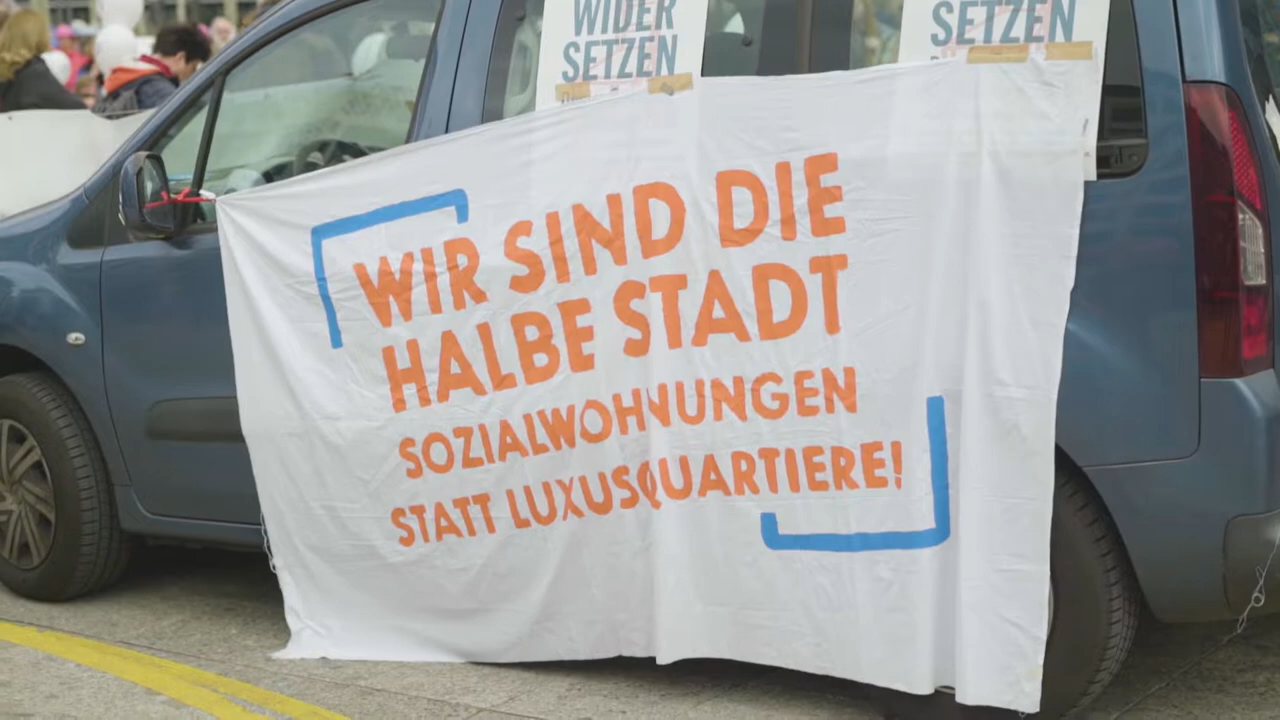 WIDER
SETZEN
SETZEN
WIR SIND DIE
HALBE STADT
SOZIALWOHNUNGEN
STATT LUXUSQUARTIERE!